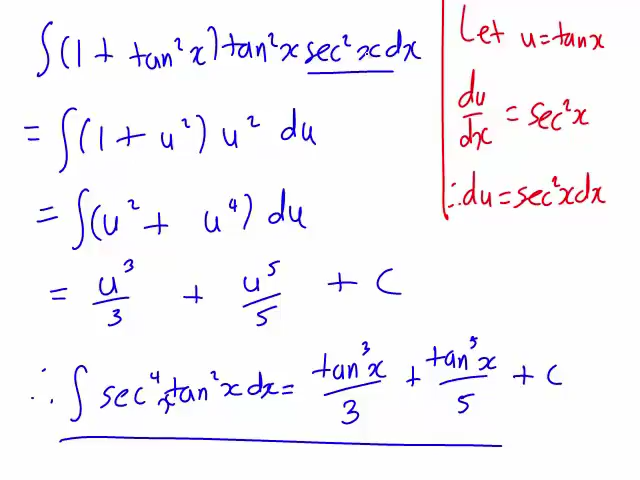 ∫(1 + tan²x) tan²x sec²x dx
= ∫(1 + u²) u² du
= ∫(u² + u⁴) du
= u³/3 + u⁵/5 + C
∴ ∫ sec⁴x tan²x dx = tan³x/3 + tan⁵x/5 + C
Let u = tan x
du/dx = sec²x
∴ du = sec²x dx